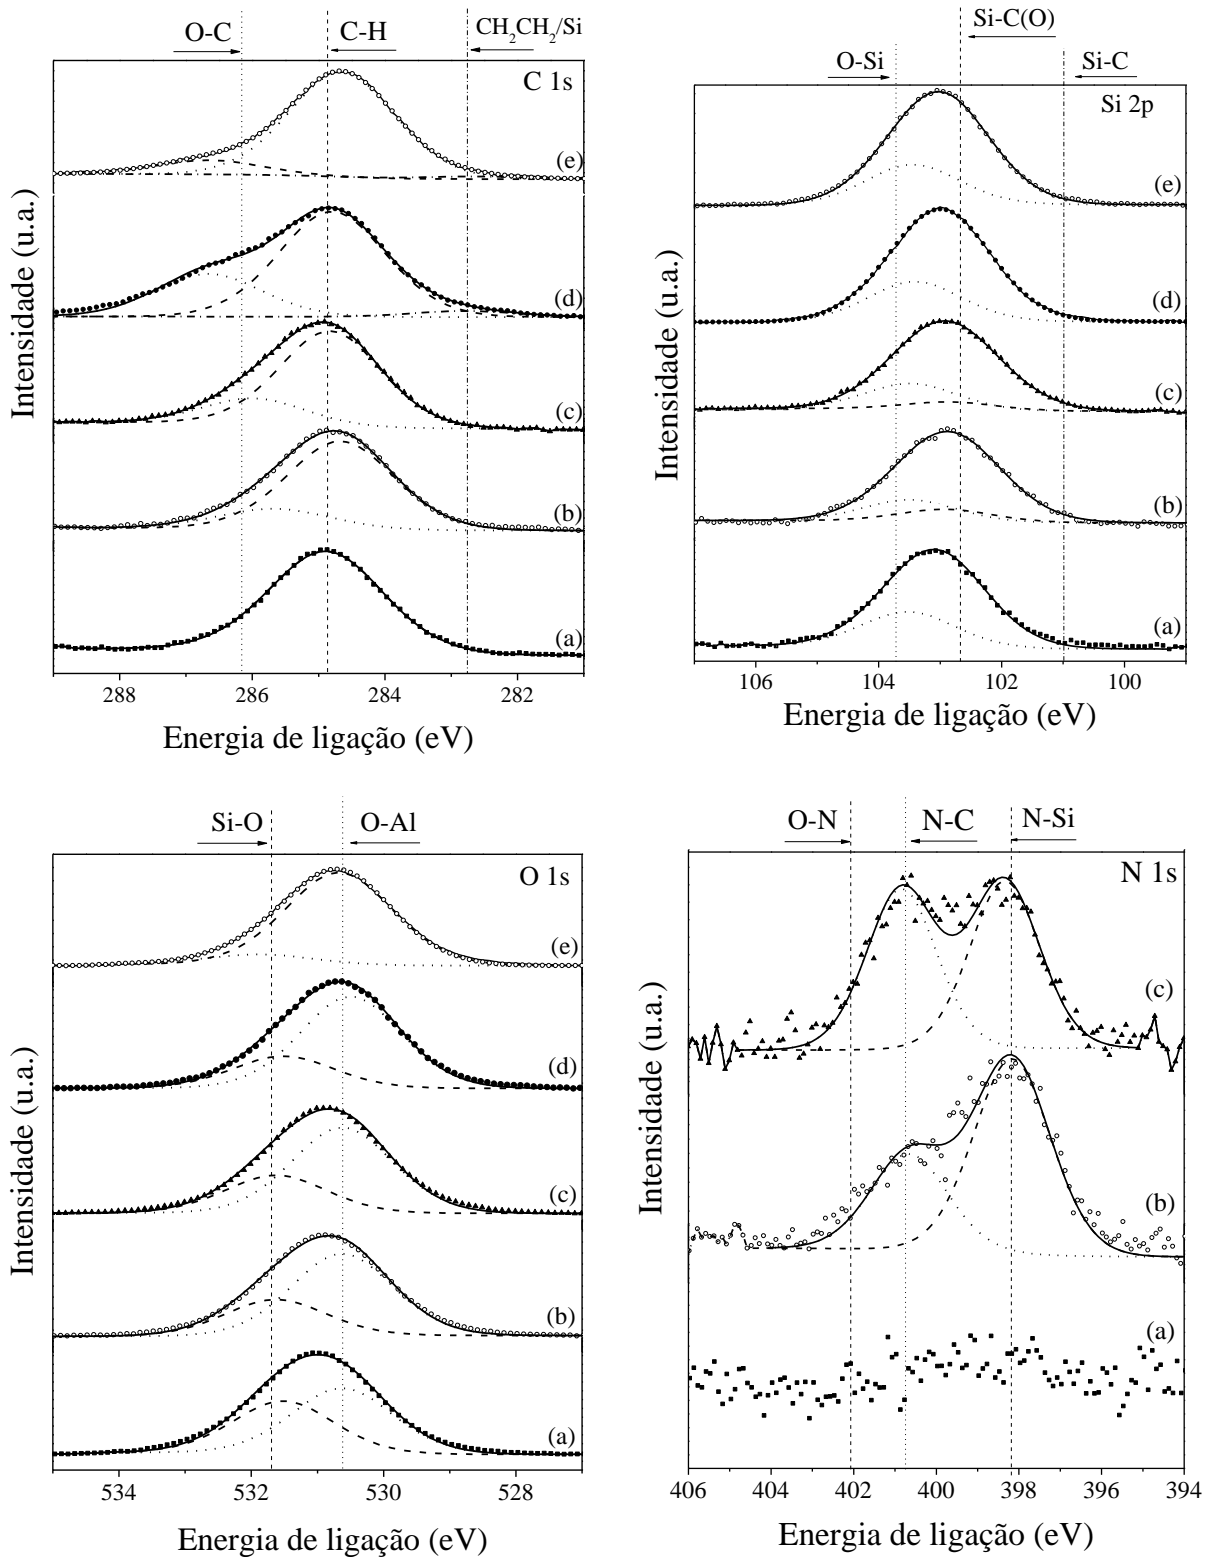 O-C
C-H
CH2CH2/Si
C 1s
(e)
(d)
(c)
(b)
(a)
Intensidade (u.a.)
288 286 284 282
Energia de ligação (eV)
Si-C(O)
O-Si
Si-C
Si 2p
(e)
(d)
(c)
(b)
(a)
Intensidade (u.a.)
106 104 102 100
Energia de ligação (eV)
Si-O
O-Al
O 1s
(e)
(d)
(c)
(b)
(a)
Intensidade (u.a.)
534 532 530 528
Energia de ligação (eV)
O-N
N-C
N-Si
N 1s
(c)
(b)
(a)
Intensidade (u.a.)
406 404 402 400 398 396 394
Energia de ligação (eV)